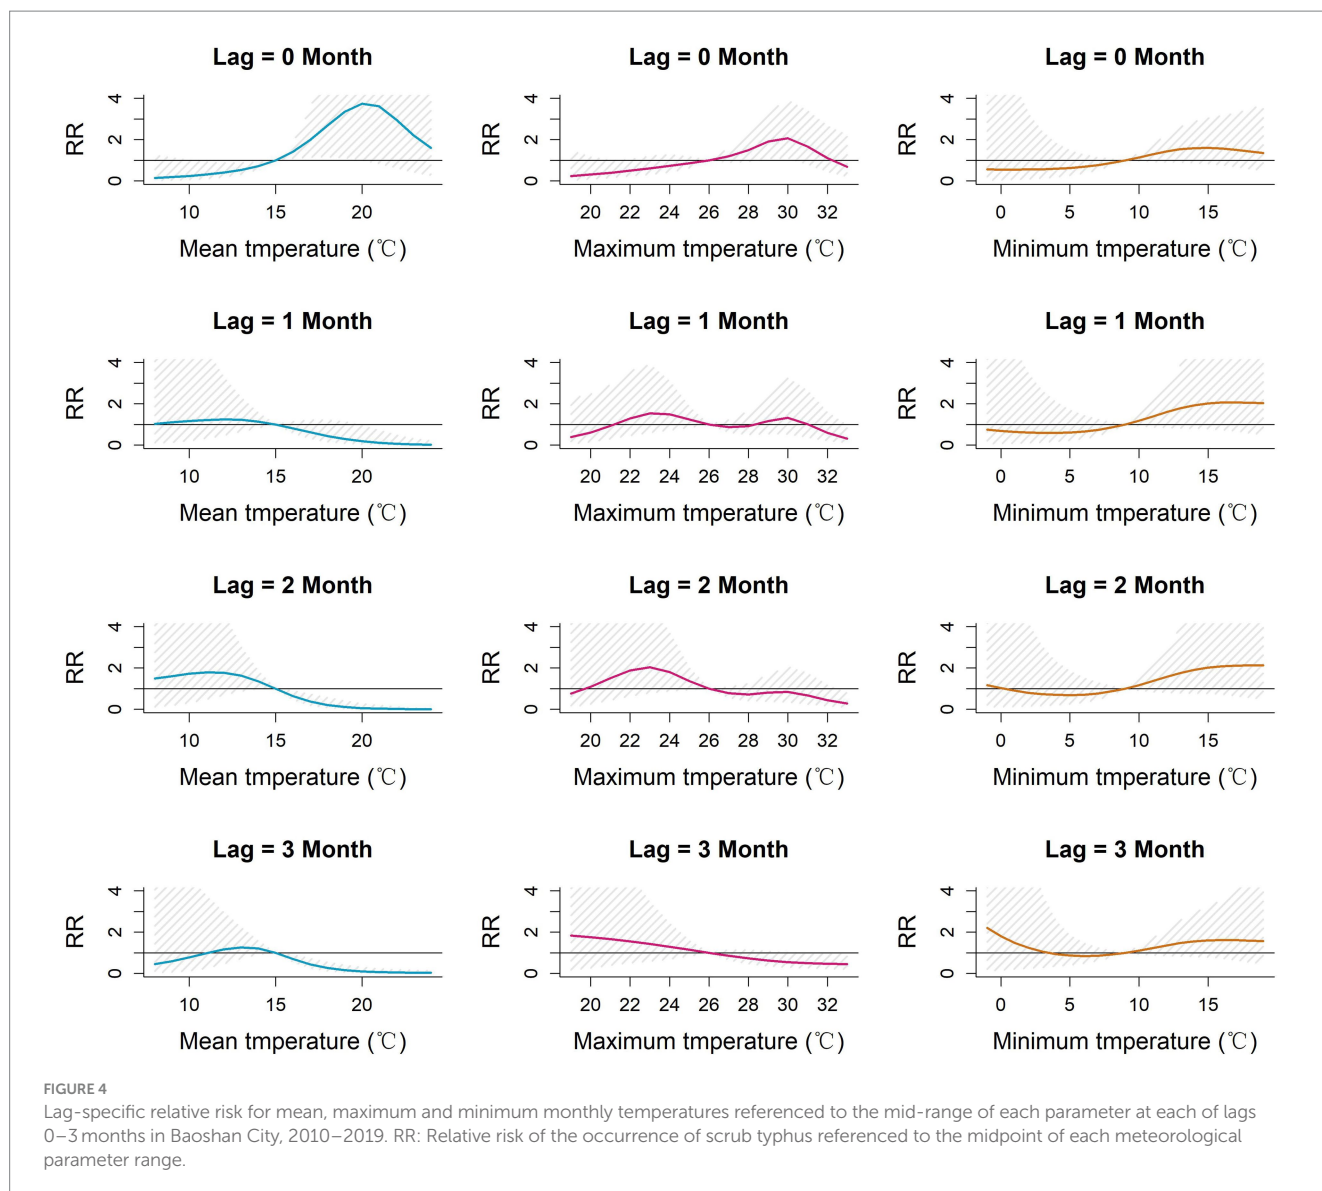 Lag = 0 Month
RR
4
2
0
10 15 20
Mean tmperature (℃)
Lag = 0 Month
RR
4
2
0
20 22 24 26 28 30 32
Maximum tmperature (℃)
Lag = 0 Month
RR
4
2
0
0 5 10 15
Minimum tmperature (℃)
Lag = 1 Month
RR
4
2
0
10 15 20
Mean tmperature (℃)
Lag = 1 Month
RR
4
2
0
20 22 24 26 28 30 32
Maximum tmperature (℃)
Lag = 1 Month
RR
4
2
0
0 5 10 15
Minimum tmperature (℃)
Lag = 2 Month
RR
4
2
0
10 15 20
Mean tmperature (℃)
Lag = 2 Month
RR
4
2
0
20 22 24 26 28 30 32
Maximum tmperature (℃)
Lag = 2 Month
RR
4
2
0
0 5 10 15
Minimum tmperature (℃)
Lag = 3 Month
RR
4
2
0
10 15 20
Mean tmperature (℃)
Lag = 3 Month
RR
4
2
0
20 22 24 26 28 30 32
Maximum tmperature (℃)
Lag = 3 Month
RR
4
2
0
0 5 10 15
Minimum tmperature (℃)
FIGURE 4
Lag-specific relative risk for mean, maximum and minimum monthly temperatures referenced to the mid-range of each parameter at each of lags
0–3 months in Baoshan City, 2010–2019. RR: Relative risk of the occurrence of scrub typhus referenced to the midpoint of each meteorological
parameter range.